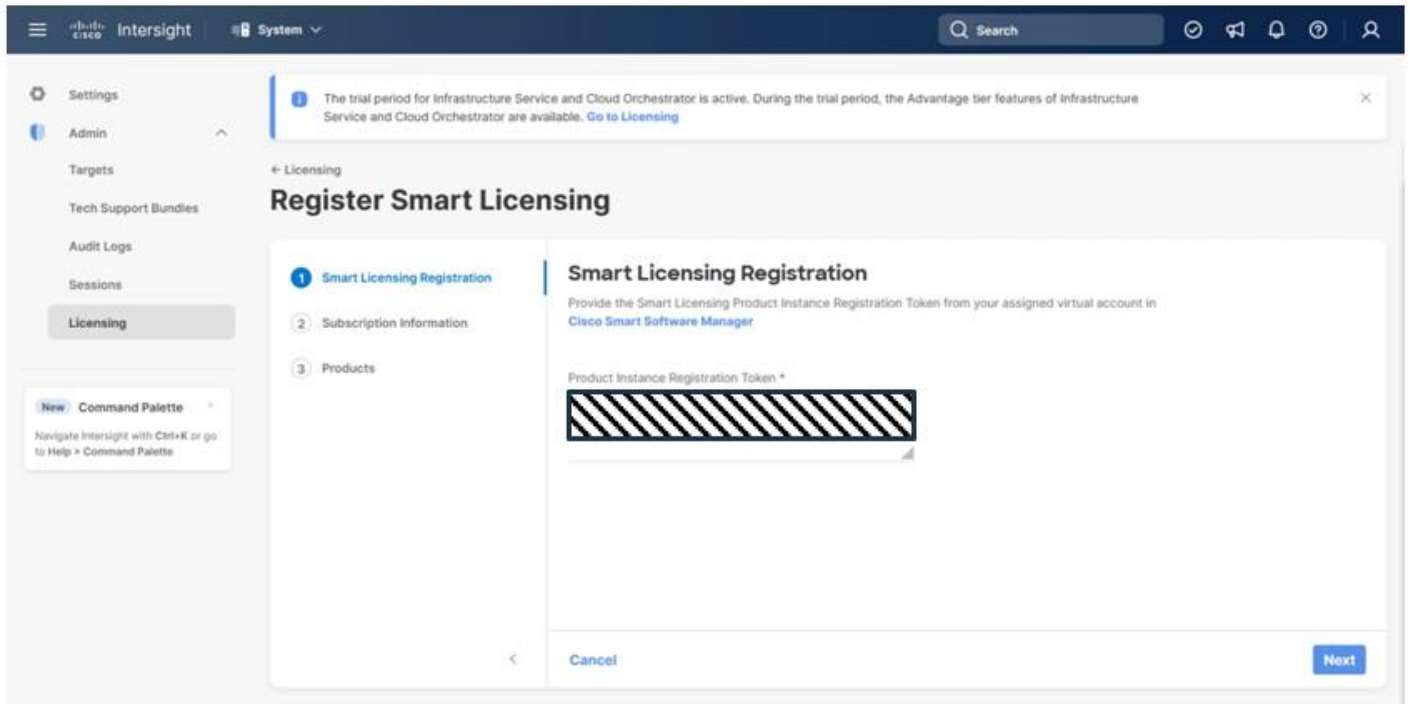 cisco Intersight System Search
Settings
Admin
Targets
Tech Support Bundles
Audit Logs
Sessions
Licensing
New Command Palette
Navigate Intersight with Ctrl+K or go
to Help > Command Palette
The trial period for Infrastructure Service and Cloud Orchestrator is active. During the trial period, the Advantage tier features of Infrastructure
Service and Cloud Orchestrator are available. Go to Licensing
← Licensing
Register Smart Licensing
1 Smart Licensing Registration
2 Subscription Information
3 Products
Smart Licensing Registration
Provide the Smart Licensing Product Instance Registration Token from your assigned virtual account in
Cisco Smart Software Manager
Product Instance Registration Token *
Cancel
Next